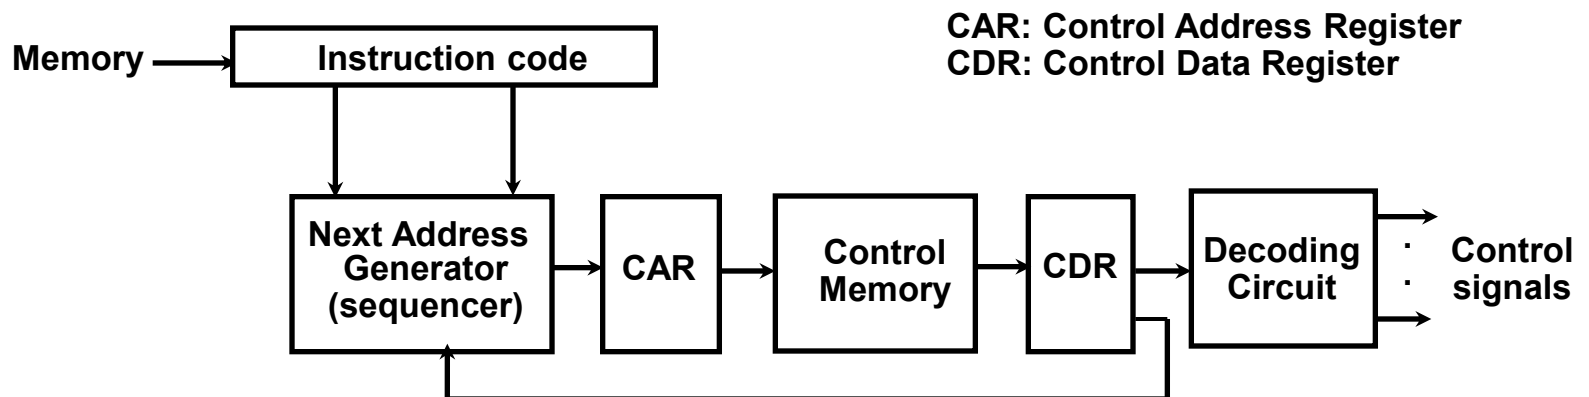 CAR: Control Address Register
CDR: Control Data Register
Memory
Instruction code
Next Address
Generator
(sequencer)
CAR
Control
Memory
CDR
Decoding
Circuit
.
.
Control
signals